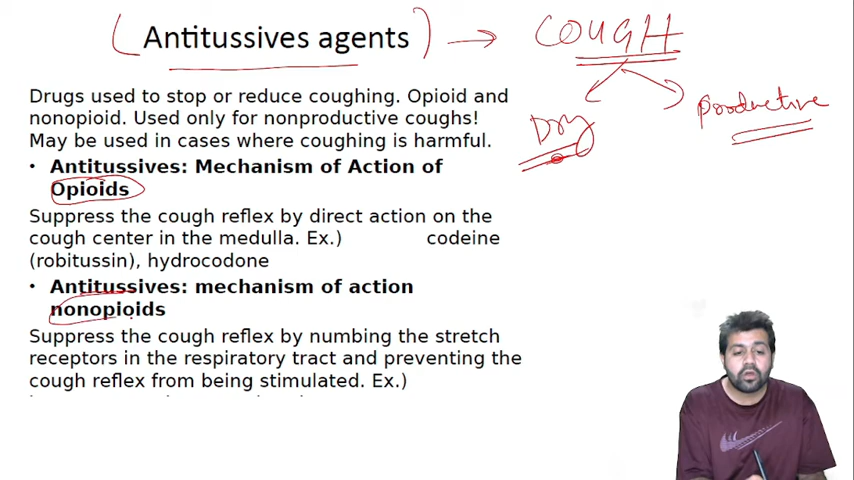 (Antitussives agents) → COUGH
Dry productive
Drugs used to stop or reduce coughing. Opioid and
nonopioid. Used only for nonproductive coughs!
May be used in cases where coughing is harmful.
• Antitussives: Mechanism of Action of
Opioids
Suppress the cough reflex by direct action on the
cough center in the medulla. Ex.) codeine
(robitussin), hydrocodone
• Antitussives: mechanism of action
nonopioids
Suppress the cough reflex by numbing the stretch
receptors in the respiratory tract and preventing the
cough reflex from being stimulated. Ex.)